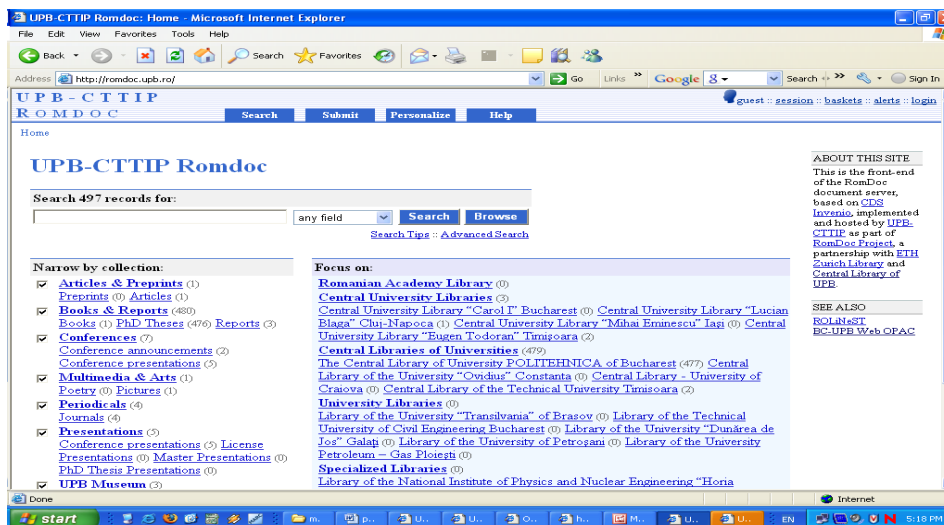 UPB-CTTIP Romdoc: Home - Microsoft Internet Explorer
File Edit View Favorites Tools Help
Back Search Favorites
Address http://romdoc.upb.ro/ Go Links » Google Search » Sign In
UPB-CTTIP
ROMDOC
guest :: session :: baskets :: alerts :: login
Search Submit Personalize Help
Home
UPB-CTTIP Romdoc
Search 497 records for:
any field Search Browse
Search Tips :: Advanced Search
Narrow by collection:
Articles & Preprints (1)
Preprints (0) Articles (1)
Books & Reports (480)
Books (1) PhD Theses (476) Reports (3)
Conferences (7)
Conference announcements (2)
Conference presentations (5)
Multimedia & Arts (1)
Poetry (0) Pictures (1)
Periodicals (4)
Journals (4)
Presentations (5)
Conference presentations (5) License
Presentations (0) Master Presentations (0)
PhD Thesis Presentations (0)
UPB Museum (3)
Focus on:
Romanian Academy Library (0)
Central University Libraries (3)
Central University Library "Carol I" Bucharest (0) Central University Library "Lucian
Blaga" Cluj-Napoca (1) Central University Library "Mihai Eminescu" Iași (0) Central
University Library "Eugen Todoran" Timișoara (2)
Central Libraries of Universities (479)
The Central Library of University POLITEHNICA of Bucharest (477) Central
Library of the University "Ovidius" Constanta (0) Central Library - University of
Craiova (0) Central Library of the Technical University Timisoara (2)
University Libraries (0)
Library of the University "Transilvania" of Brasov (0) Library of the Technical
University of Civil Engineering Bucharest (0) Library of the University "Dunărea de
Jos" Galați (0) Library of the University of Petroșani (0) Library of the University
Petroleum – Gas Ploiești (0)
Specialized Libraries (0)
Library of the National Institute of Physics and Nuclear Engineering "Horia
ABOUT THIS SITE
This is the front-end
of the RomDoc
document server,
based on CDS
Invenio, implemented
and hosted by UPB-
CTTIP as part of
RomDoc Project, a
partnership with ETH
Zurich Library and
Central Library of
UPB.
SEE ALSO
ROLiNeST
BC-UPB Web OPAC
Done Internet
start m. p.. U.. U.. O.. h.. M.. U.. U.. EN 5:18 PM